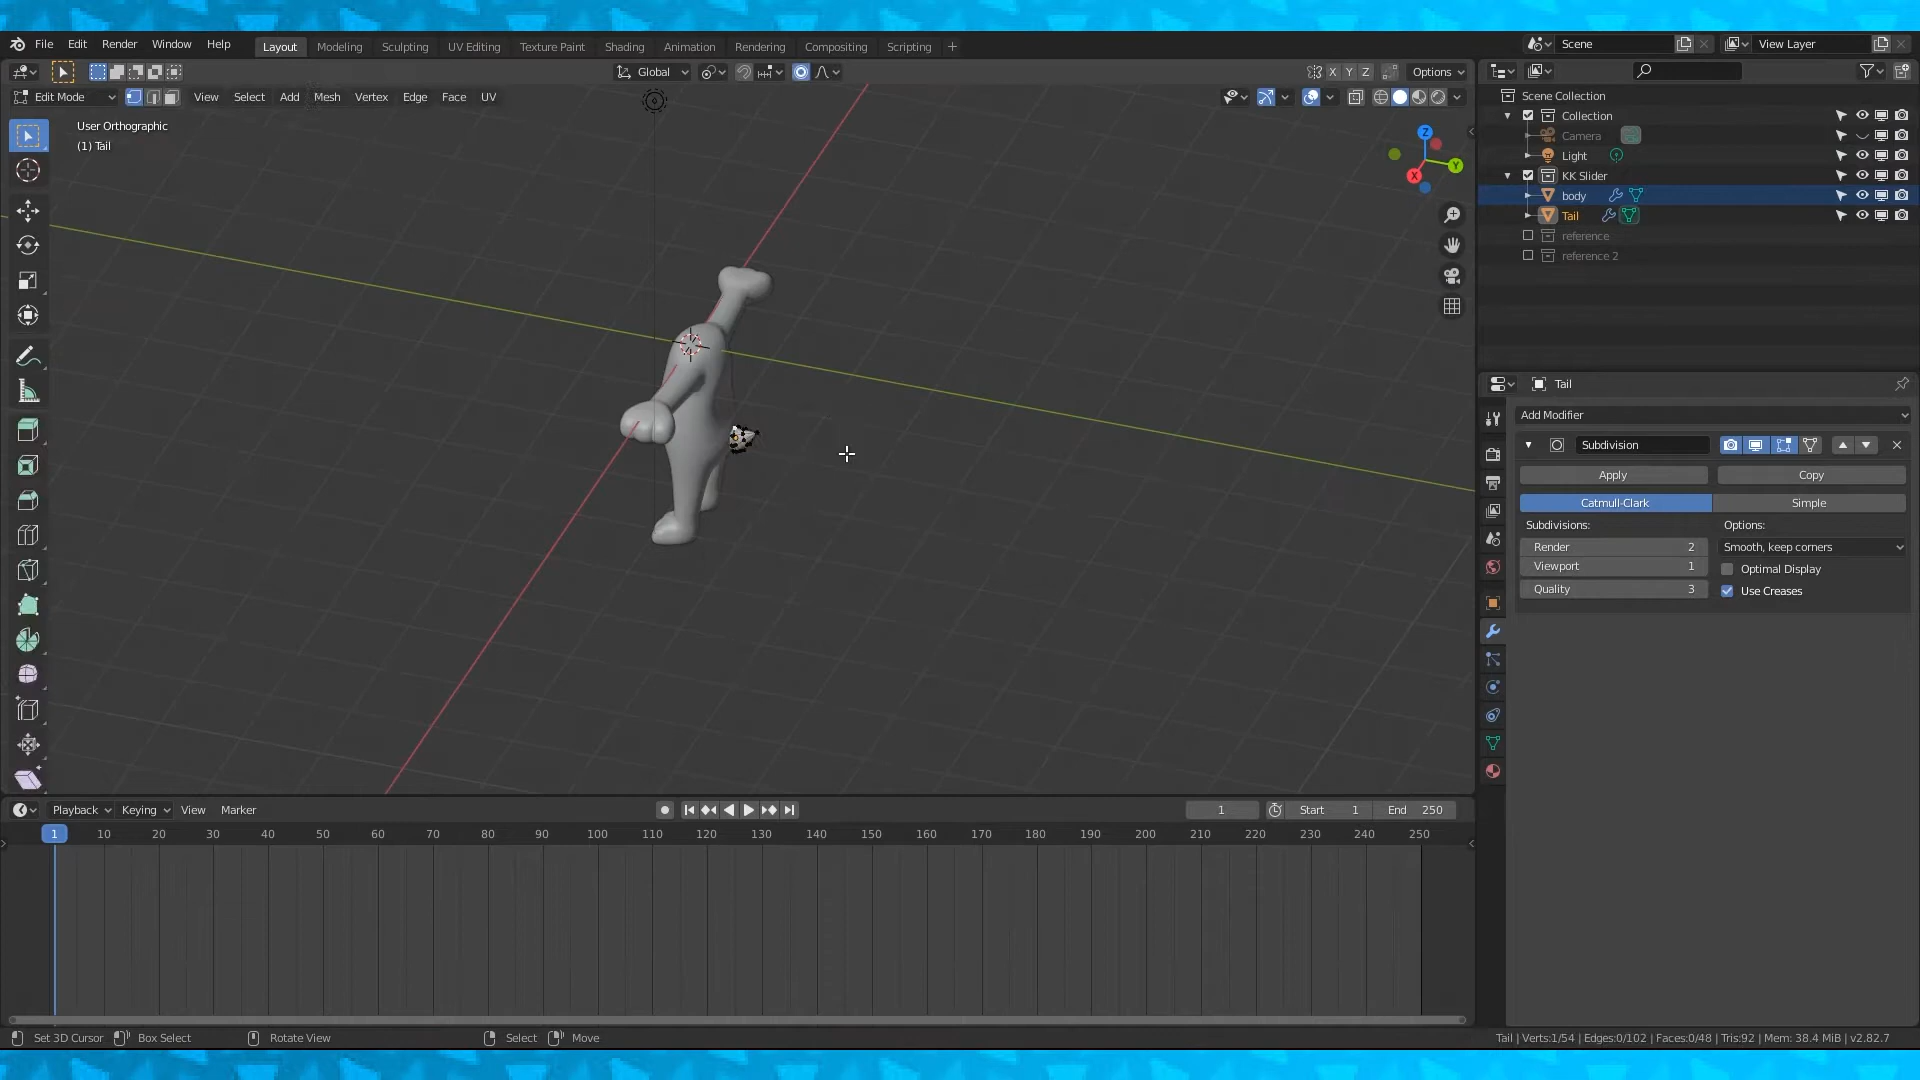 File Edit Render Window Help Layout Modeling Sculpting UV Editing Texture Paint Shading Animation Rendering Compositing Scripting + Scene View Layer
Global X Y Z Options
Edit Mode View Select Add Mesh Vertex Edge Face UV
User Orthographic
(1) Tail
Z
Y
X
Scene Collection
Collection
Camera
Light
KK Slider
body
Tail
reference
reference 2
Tail
Add Modifier
Subdivision
Apply Copy
Catmull-Clark Simple
Subdivisions: Options:
Render 2 Smooth, keep corners
Viewport 1 Optimal Display
Quality 3 Use Creases
Playback Keying View Marker 1 Start 1 End 250
1 10 20 30 40 50 60 70 80 90 100 110 120 130 140 150 160 170 180 190 200 210 220 230 240 250
Set 3D Cursor Box Select Rotate View Select Move Tail | Verts:1/54 | Edges:0/102 | Faces:0/48 | Tris:92 | Mem: 38.4 MiB | v2.82.7